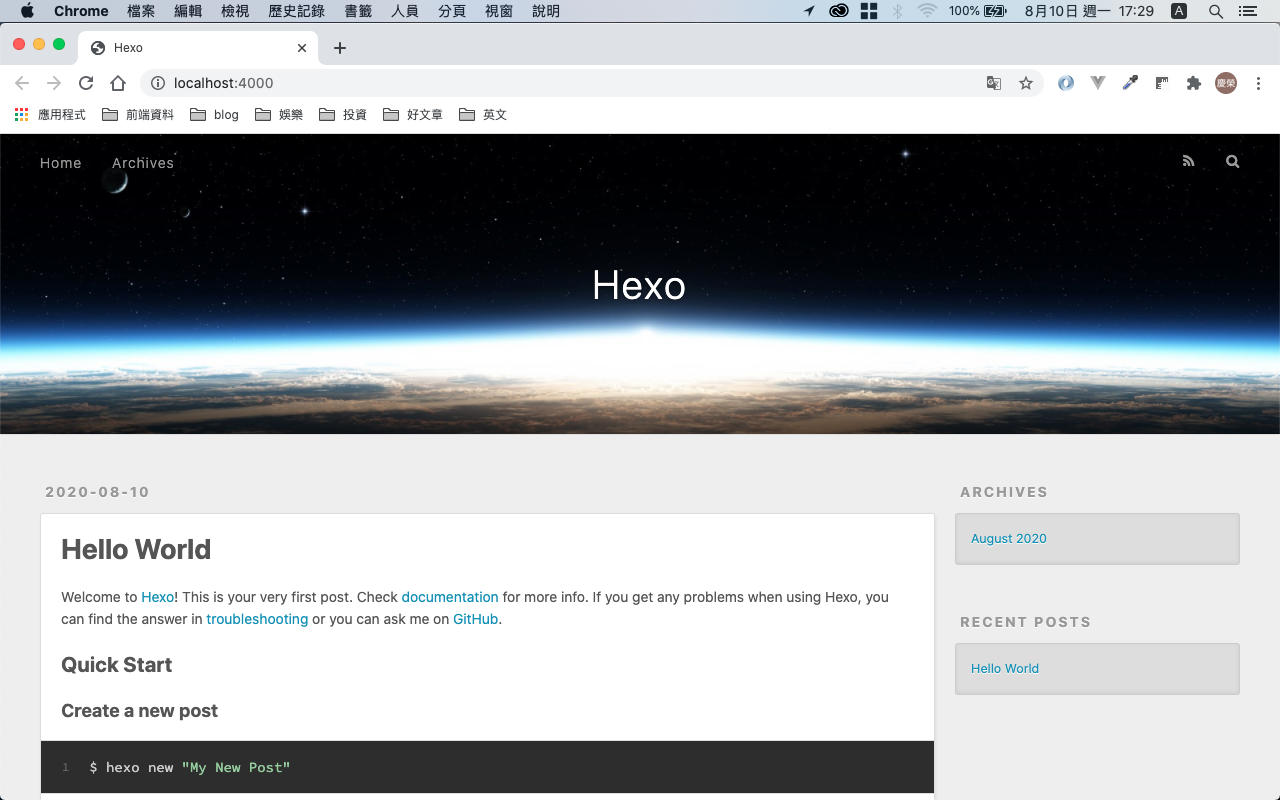 Chrome 檔案 編輯 檢視 歷史記錄 書籤 人員 分頁 視窗 說明 100% 8月10日 週一 17:29 A
Hexo
localhost:4000 慶榮
應用程式 前端資料 blog 娛樂 投資 好文章 英文
Home Archives
Hexo
2020-08-10
Hello World
Welcome to Hexo! This is your very first post. Check documentation for more info. If you get any problems when using Hexo, you
can find the answer in troubleshooting or you can ask me on GitHub.
Quick Start
Create a new post
1 $ hexo new "My New Post"
ARCHIVES
August 2020
RECENT POSTS
Hello World